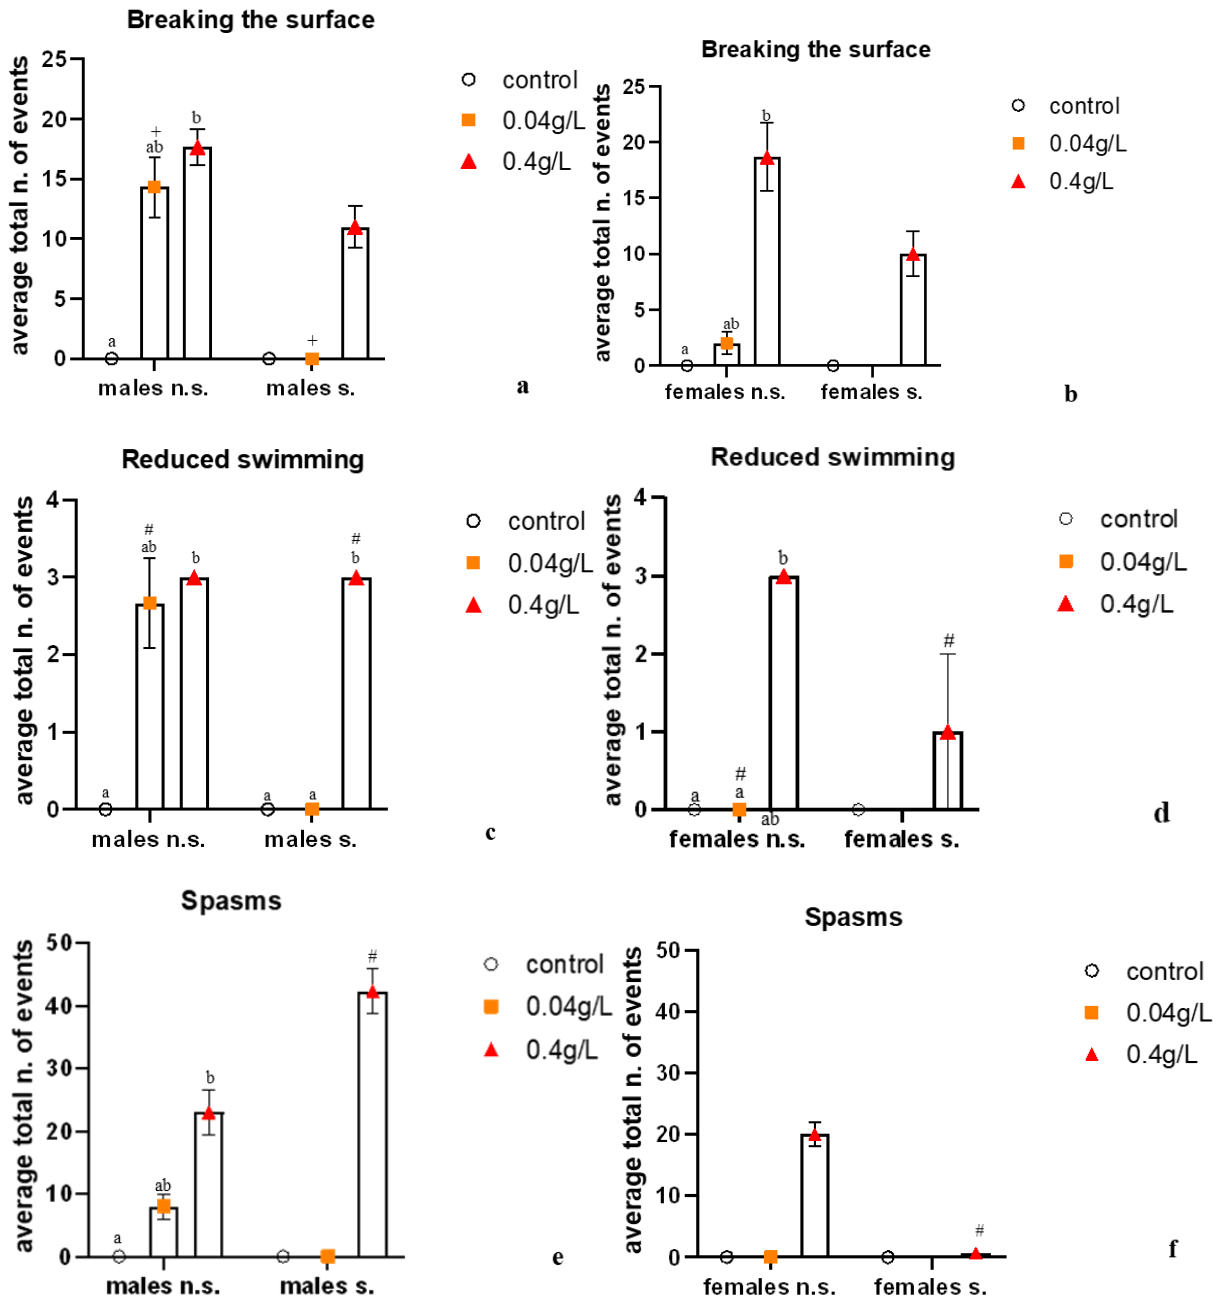 Breaking the surface
average total n. of events
25
20
15
10
5
0
a
+
ab
b
+
males n.s.
males s.
control
0.04g/L
0.4g/L
a
Breaking the surface
average total n. of events
25
20
15
10
5
0
a
ab
b
females n.s.
females s.
control
0.04g/L
0.4g/L
b
Reduced swimming
average total n. of events
4
3
2
1
0
a
#
ab
b
a
a
#
b
males n.s.
males s.
control
0.04g/L
0.4g/L
c
Reduced swimming
average total n. of events
4
3
2
1
0
a
#
a
b
ab
#
females n.s.
females s.
control
0.04g/L
0.4g/L
d
Spasms
average total n. of events
50
40
30
20
10
0
a
ab
b
#
males n.s.
males s.
control
0.04g/L
0.4g/L
e
Spasms
average total n. of events
50
40
30
20
10
0
#
females n.s.
females s.
control
0.04g/L
0.4g/L
f